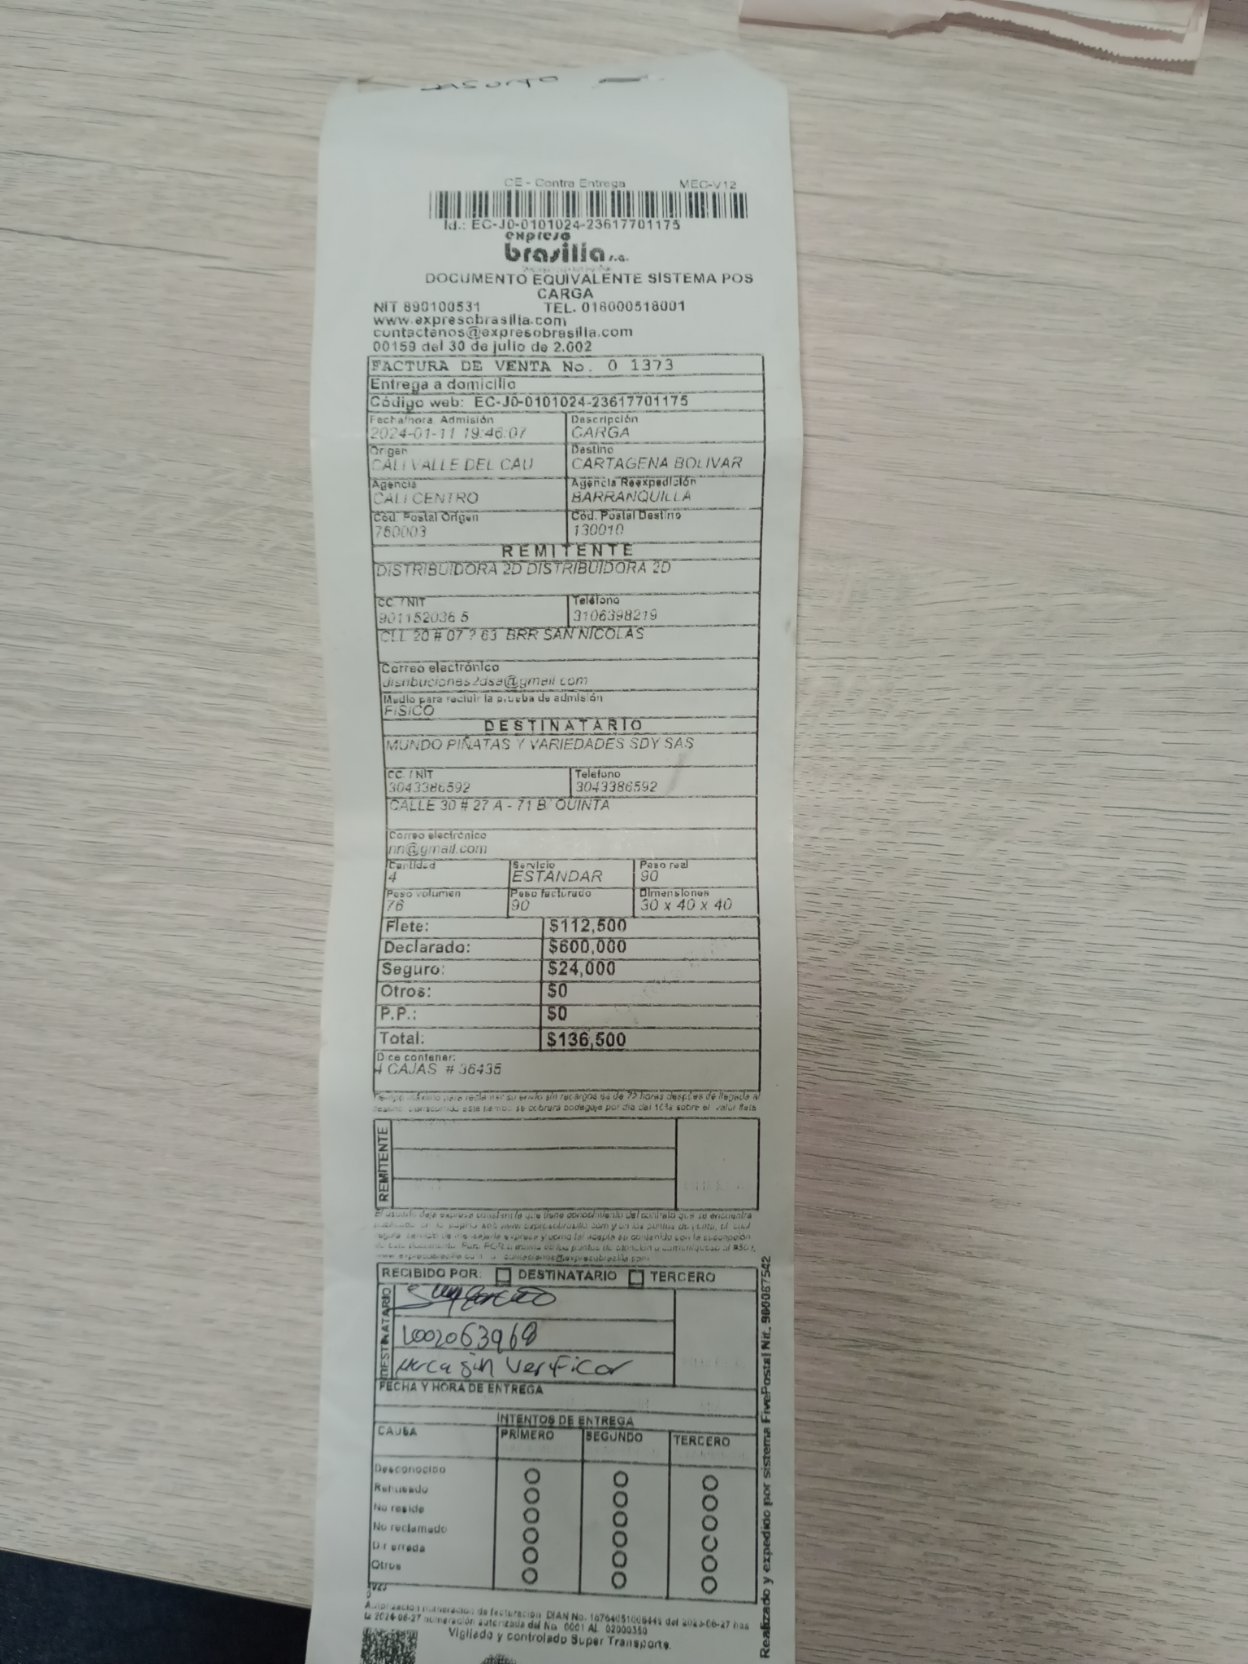 CE - Contra Entrega MEC-V12
Id.: EC-J0-0101024-23617701175
expreso
brasilia s.a.
DOCUMENTO EQUIVALENTE SISTEMA POS
CARGA
NIT 890100531 TEL. 018000518001
www.expresobrasilia.com
contactenos@expresobrasilia.com
00159 del 30 de julio de 2.002
FACTURA DE VENTA No. 0 1373
Entrega a domicilio
Código web: EC-J0-0101024-23617701175
Fecha/hora Admisión Descripción
2024-01-11 19:46:07 CARGA
Origen Destino
CALI VALLE DEL CAU CARTAGENA BOLIVAR
Agencia Agencia Reexpedición
CALI CENTRO BARRANQUILLA
Cód. Postal Origen Cód. Postal Destino
760003 130010
REMITENTE
DISTRIBUIDORA 2D DISTRIBUIDORA 2D
CC. / NIT Teléfono
901152036 5 3106398219
CLL 20 # 07 ? 63 BRR SAN NICOLAS
Correo electrónico
Medio para recibir la prueba de admisión
FISICO
DESTINATARIO
MUNDO PIÑATAS Y VARIEDADES SDY SAS
CC. / NIT Teléfono
3043386592 3043386592
CALLE 30 # 27 A - 71 B/ QUINTA
Correo electrónico
nn@gmail.com
Cantidad Servicio Peso real
4 ESTANDAR 90
Peso volumen Peso facturado Dimensiones
76 90 30 x 40 x 40
Flete: $112,500
Declarado: $600,000
Seguro: $24,000
Otros: $0
P.P.: $0
Total: $136,500
Dice contener:
4 CAJAS # 36435
REMITENTE
RECIBIDO POR: DESTINATARIO TERCERO
DESTINATARIO
1002063968
sin verificar
FECHA Y HORA DE ENTREGA
INTENTOS DE ENTREGA
CAUSA PRIMERO SEGUNDO TERCERO
Desconocido
Rehusado
No reside
No reclamado
Dir errada
Otros
Vigilado y controlado Super Transporte.
Realizado y expedido por sistema FivePostal Nit. 900087542